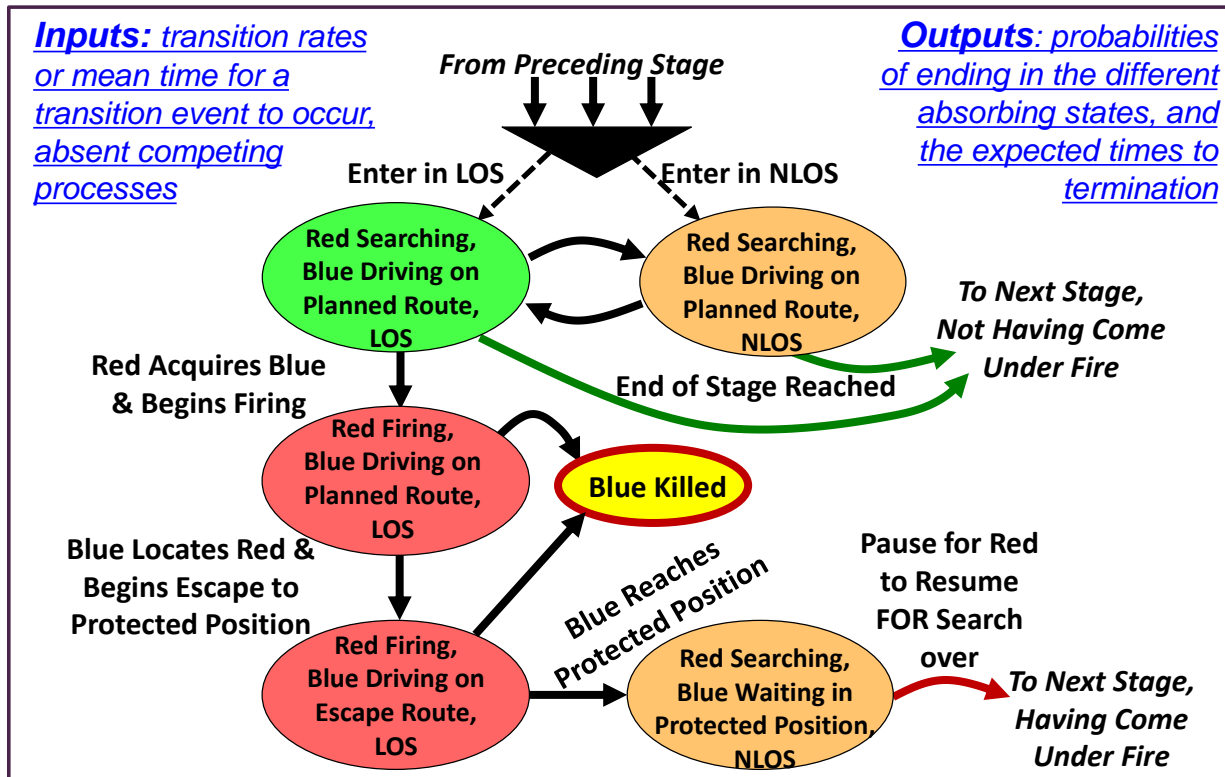 Inputs: transition rates
or mean time for a
transition event to occur,
absent competing
processes
From Preceding Stage
Outputs: probabilities
of ending in the different
absorbing states, and
the expected times to
termination
Enter in LOS
Enter in NLOS
Red Searching,
Blue Driving on
Planned Route,
LOS
Red Searching,
Blue Driving on
Planned Route,
NLOS
To Next Stage,
Not Having Come
Under Fire
Red Acquires Blue
& Begins Firing
End of Stage Reached
Red Firing,
Blue Driving on
Planned Route,
LOS
Blue Killed
Blue Locates Red &
Begins Escape to
Protected Position
Blue Reaches
Protected Position
Pause for Red
to Resume
FOR Search
over
Red Firing,
Blue Driving on
Escape Route,
LOS
Red Searching,
Blue Waiting in
Protected Position,
NLOS
To Next Stage,
Having Come
Under Fire